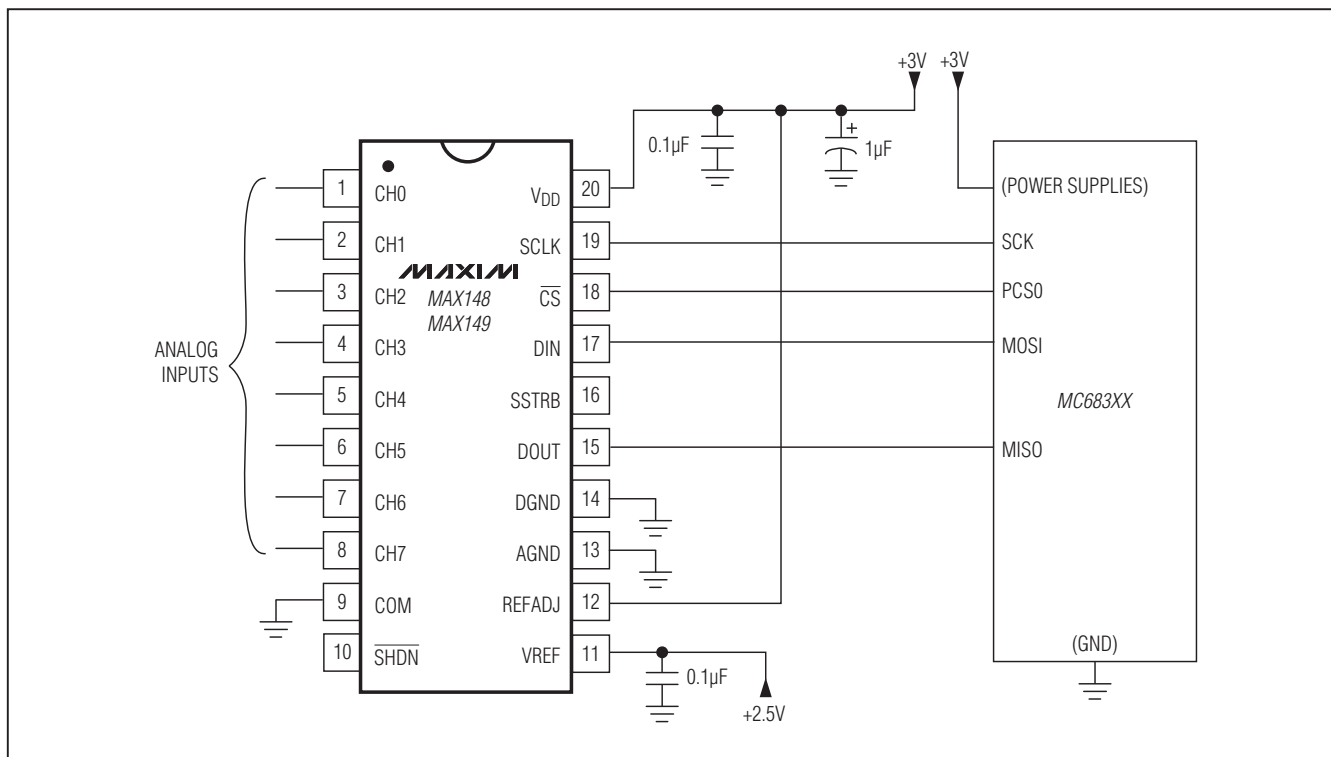 +3V +3V
0.1µF
+
1µF
1 CH0
VDD 20
(POWER SUPPLIES)
2 CH1
SCLK 19
SCK
MAXIM
3 CH2
MAX148
CS 18
PCS0
MAX149
4 CH3
DIN 17
MOSI
ANALOG
INPUTS
5 CH4
SSTRB 16
MC683XX
6 CH5
DOUT 15
MISO
7 CH6
DGND 14
8 CH7
AGND 13
9 COM
REFADJ 12
10 SHDN
VREF 11
0.1µF
+2.5V
(GND)